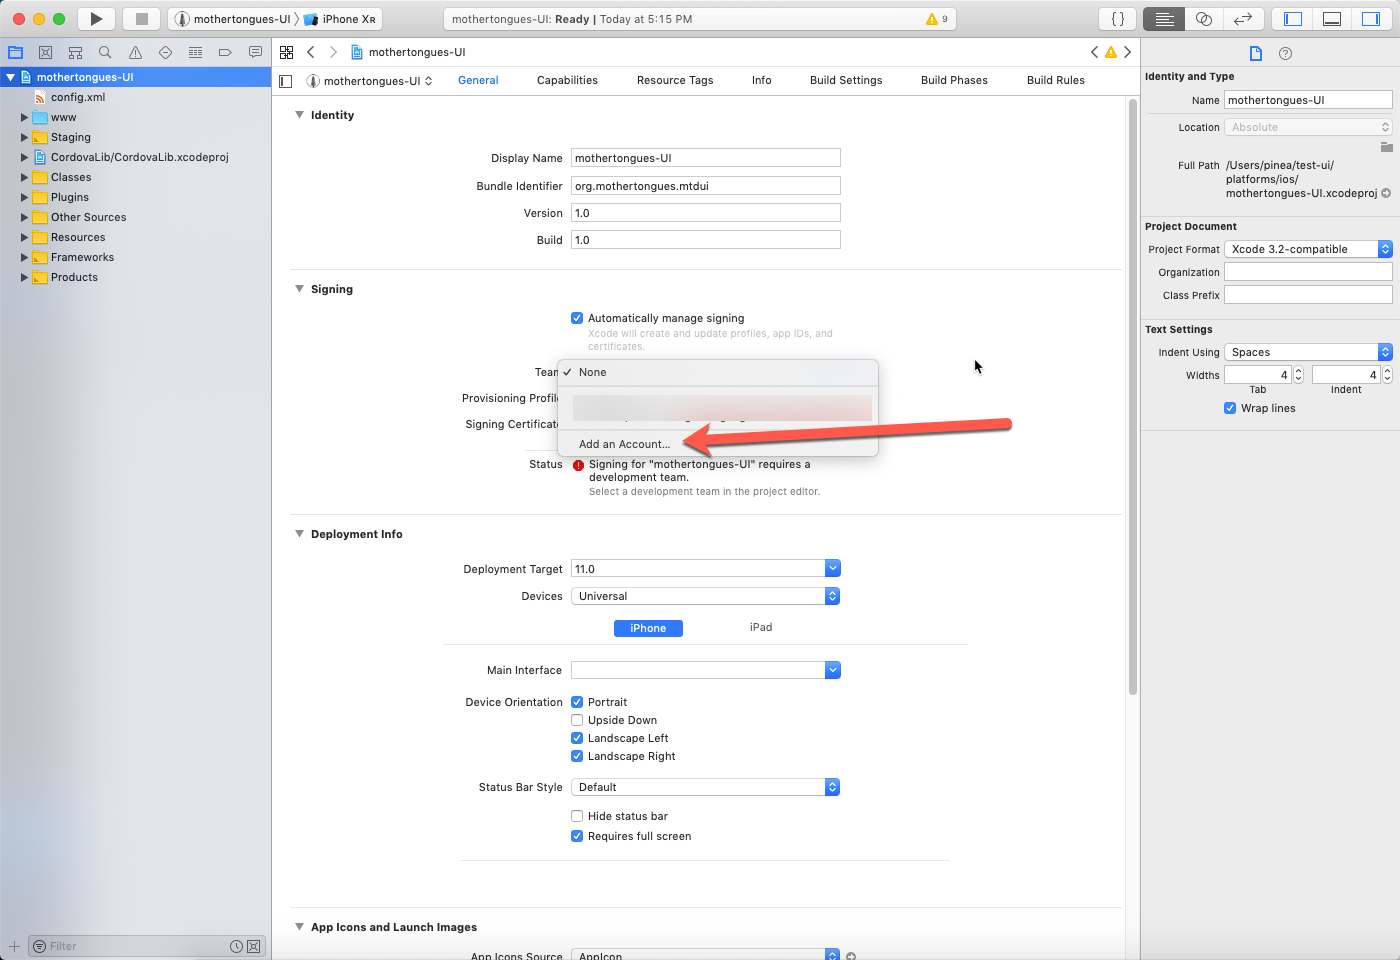 mothertongues-UI
iPhone XR
mothertongues-UI: Ready | Today at 5:15 PM
9
mothertongues-UI
mothertongues-UI
config.xml
www
Staging
CordovaLib/CordovaLib.xcodeproj
Classes
Plugins
Other Sources
Resources
Frameworks
Products
Filter
mothertongues-UI
General
Capabilities
Resource Tags
Info
Build Settings
Build Phases
Build Rules
Identity
Display Name mothertongues-UI
Bundle Identifier org.mothertongues.mtdui
Version 1.0
Build 1.0
Signing
Automatically manage signing
Xcode will create and update profiles, app IDs, and
certificates.
Team
None
Provisioning Profile
Signing Certificate
Add an Account...
Status Signing for "mothertongues-UI" requires a
development team.
Select a development team in the project editor.
Deployment Info
Deployment Target 11.0
Devices Universal
iPhone
iPad
Main Interface
Device Orientation Portrait
Upside Down
Landscape Left
Landscape Right
Status Bar Style Default
Hide status bar
Requires full screen
App Icons and Launch Images
App Icons Source AppIcon
Identity and Type
Name mothertongues-UI
Location Absolute
Full Path /Users/pinea/test-ui/
platforms/ios/
mothertongues-UI.xcodeproj
Project Document
Project Format Xcode 3.2-compatible
Organization
Class Prefix
Text Settings
Indent Using Spaces
Widths 4 4
Tab Indent
Wrap lines